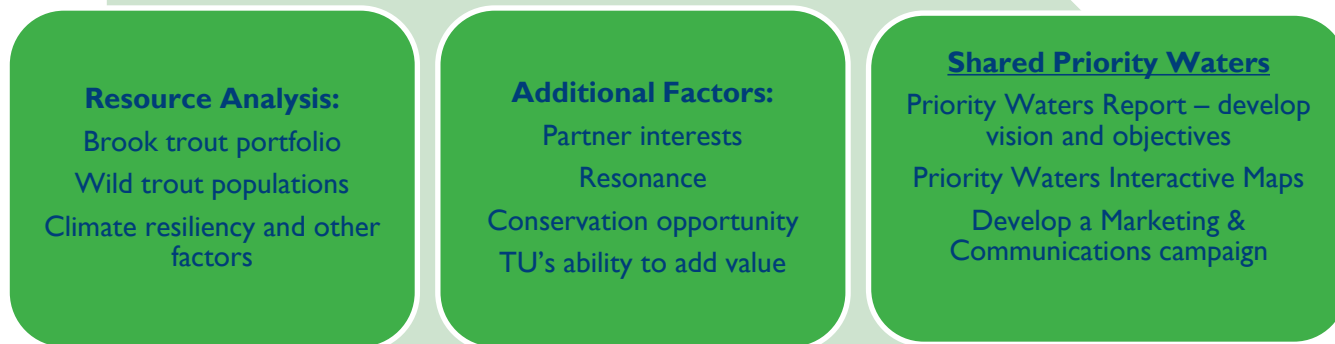 Resource Analysis:
Brook trout portfolio
Wild trout populations
Climate resiliency and other
factors
Additional Factors:
Partner interests
Resonance
Conservation opportunity
TU's ability to add value
Shared Priority Waters
Priority Waters Report – develop
vision and objectives
Priority Waters Interactive Maps
Develop a Marketing &
Communications campaign